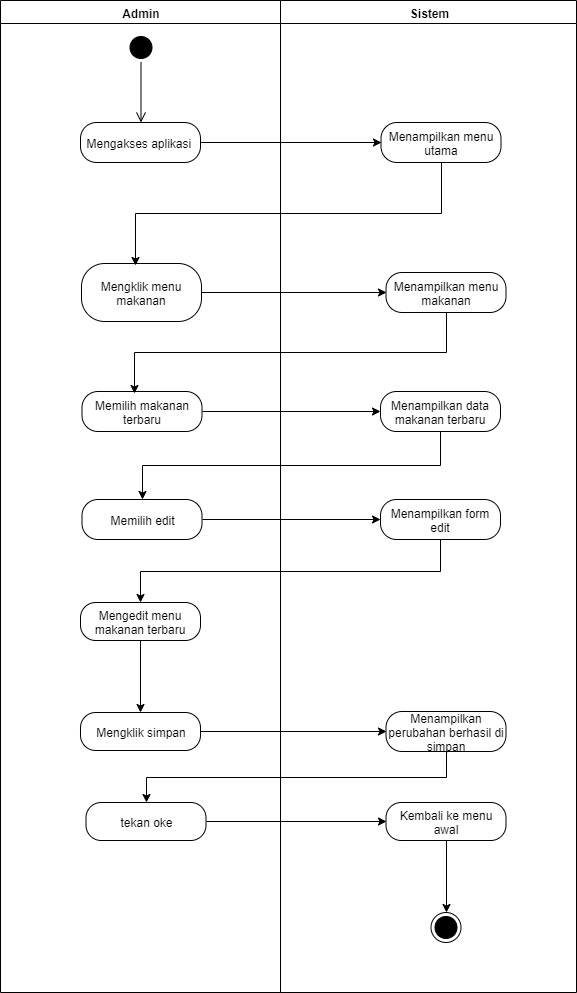 Admin
Sistem
Mengakses aplikasi
Menampilkan menu
utama
Mengklik menu
makanan
Menampilkan menu
makanan
Memilih makanan
terbaru
Menampilkan data
makanan terbaru
Memilih edit
Menampilkan form
edit
Mengedit menu
makanan terbaru
Mengklik simpan
Menampilkan
perubahan berhasil di
simpan
tekan oke
Kembali ke menu
awal